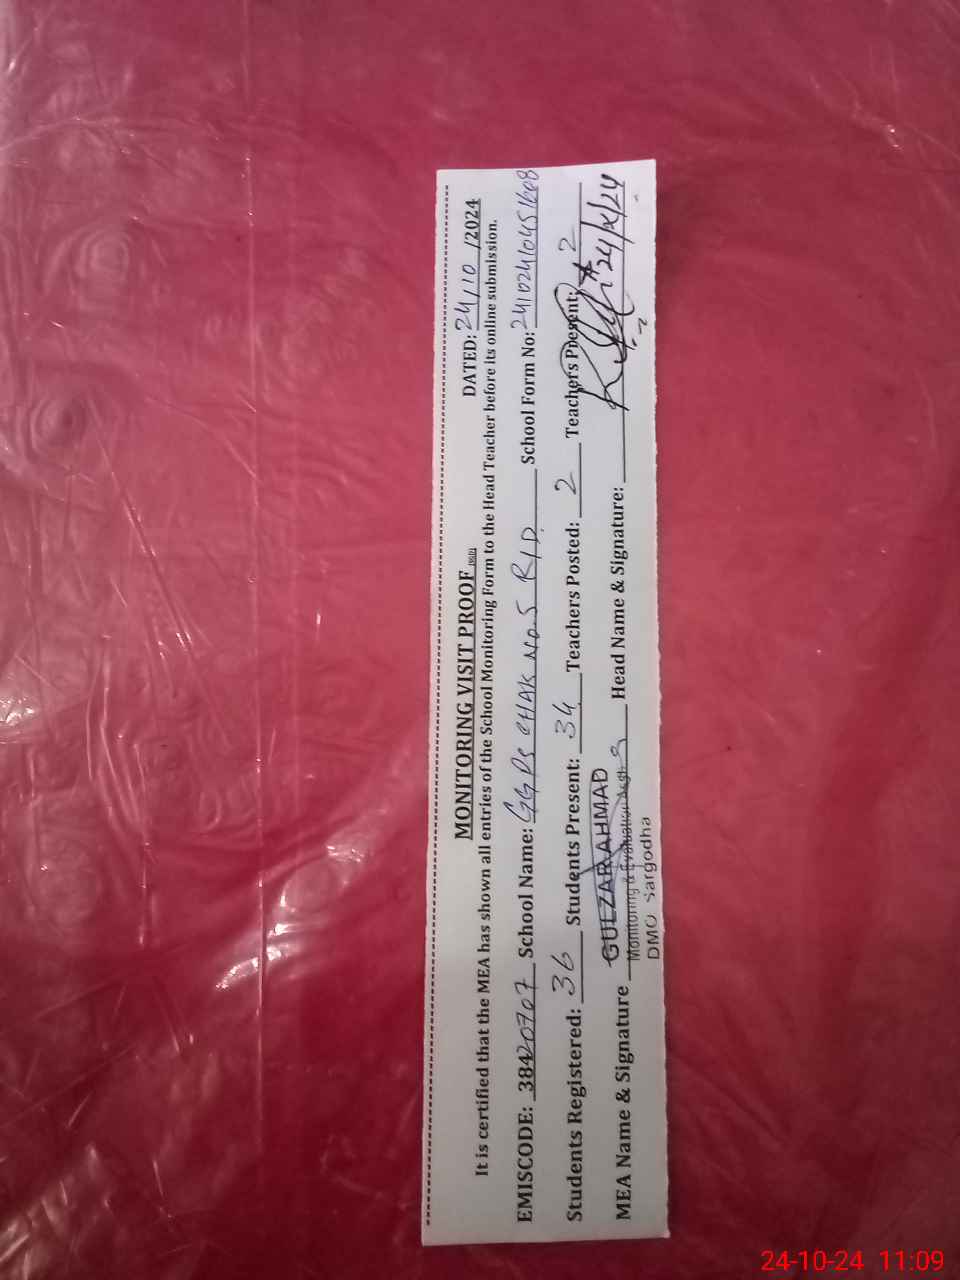 MONITORING VISIT PROOF
DATED: 24/10/2024
It is certified that the MEA has shown all entries of the School Monitoring Form to the Head Teacher before its online submission.
EMISCODE: 38420707 School Name: GGPS CHAK No.5 R/D. School Form No:
Students Registered: 36 Students Present: 34 Teachers Posted: 2 Teachers Present: 2
MEA Name & Signature GULZAR AHMAD Head Name & Signature: 24/x/24
Monitoring & Evaluation
DMO Sargodha
24-10-24 11:09